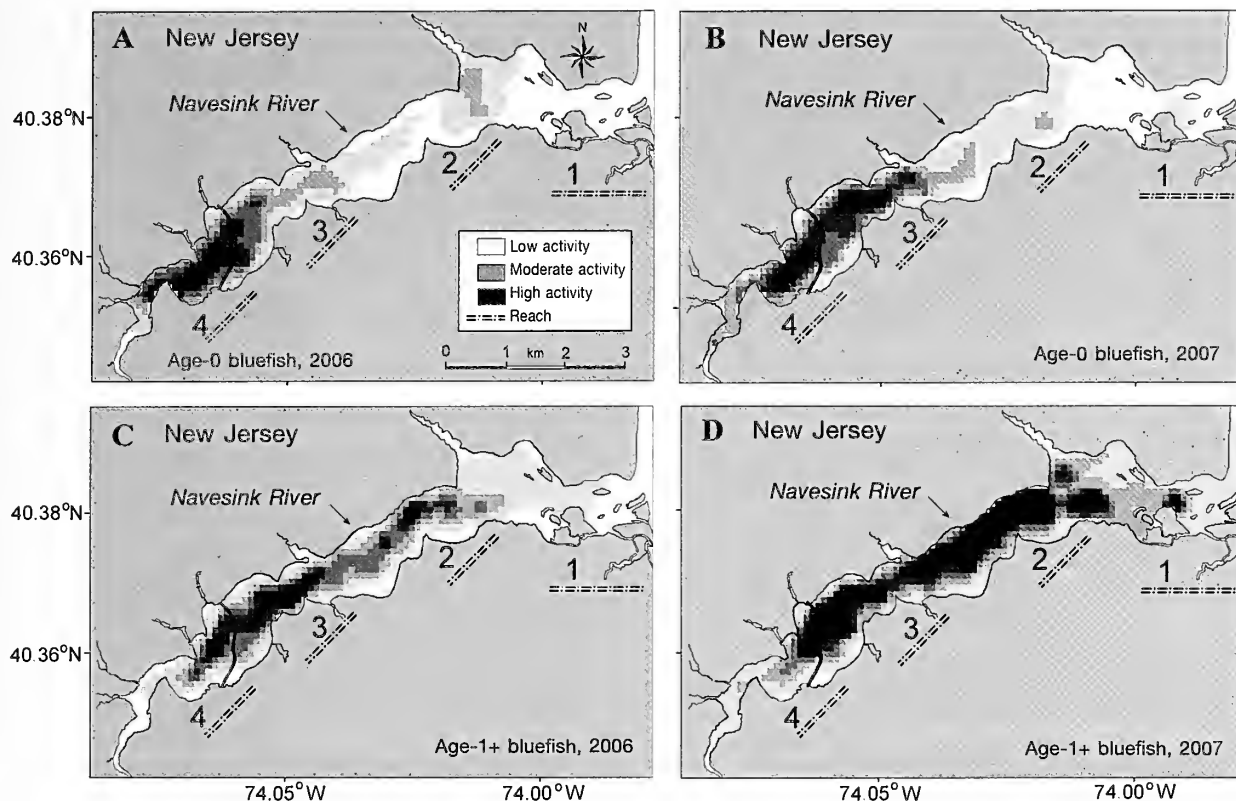 A New Jersey
N
Navesink River
40.38°N
40.36°N
1
2
3
4
Low activity
Moderate activity
High activity
Reach
0 1 km 2 3
Age-0 bluefish, 2006
B New Jersey
Navesink River
1
2
3
4
Age-0 bluefish, 2007
C New Jersey
Navesink River
40.38°N
40.36°N
1
2
3
4
Age-1+ bluefish, 2006
74.05°W
74.00°W
D New Jersey
Navesink River
1
2
3
4
Age-1+ bluefish, 2007
74.05°W
74.00°W